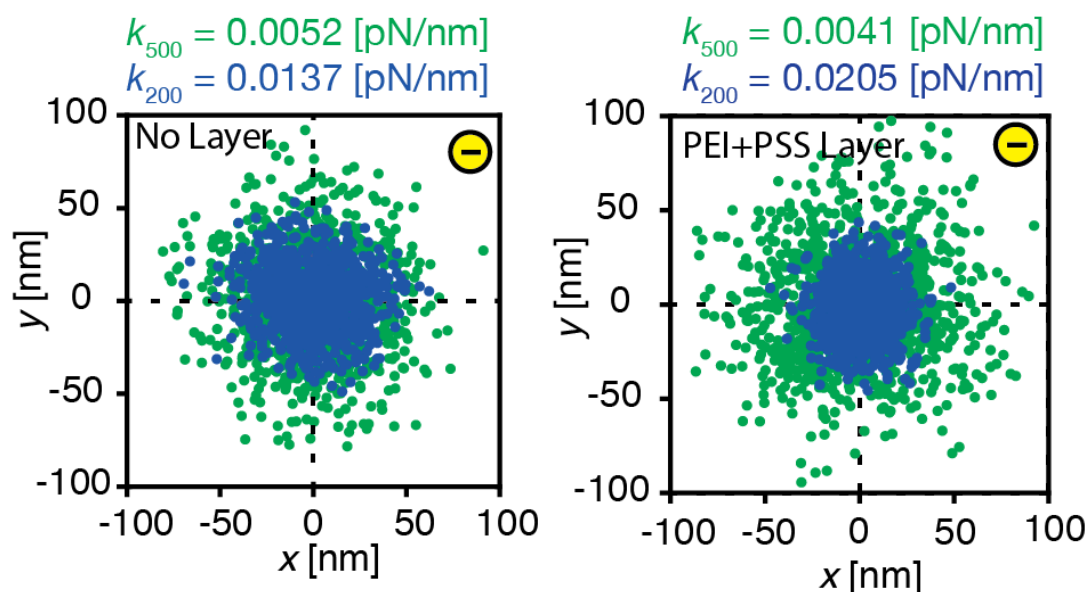 k500 = 0.0052 [pN/nm]
k200 = 0.0137 [pN/nm]
No Layer
−
100
50
0
-50
-100
y [nm]
-100 -50 0 50 100
x [nm]
k500 = 0.0041 [pN/nm]
k200 = 0.0205 [pN/nm]
PEI+PSS Layer
−
100
50
0
-50
-100
y [nm]
-100 -50 0 50 100
x [nm]